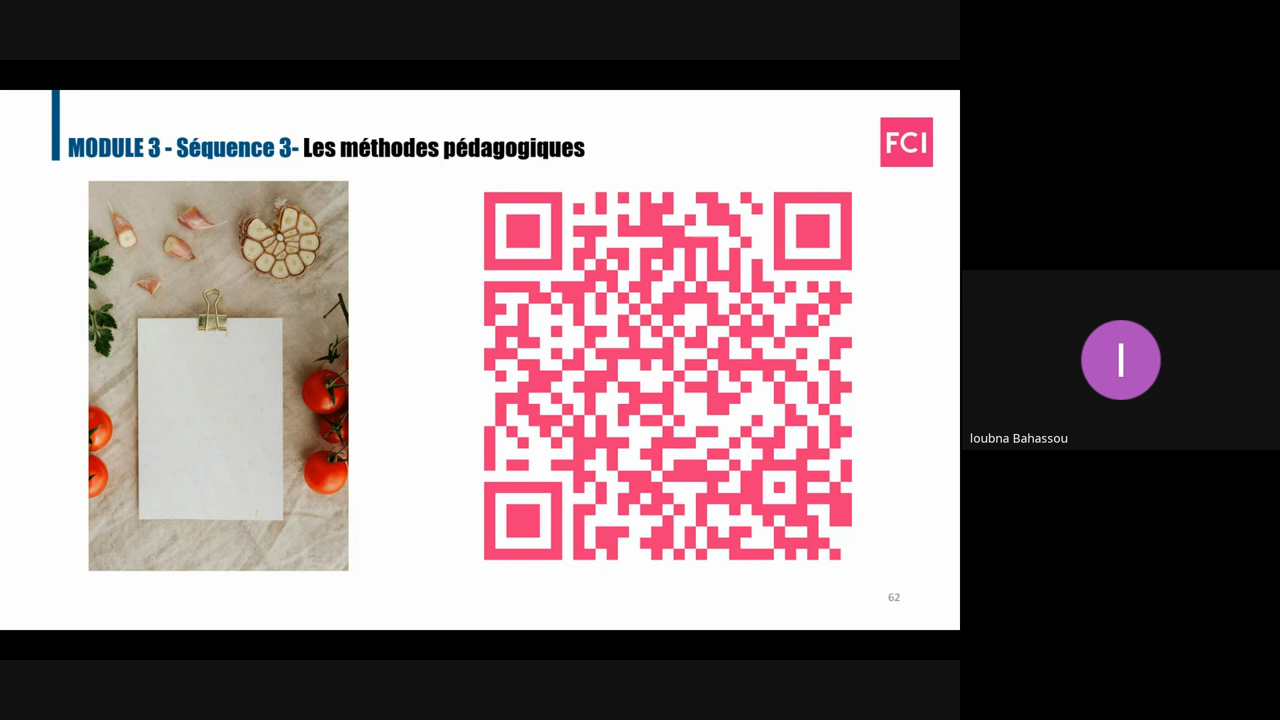 MODULE 3 - Séquence 3- Les méthodes pédagogiques
FCI
I
loubna Bahassou
62